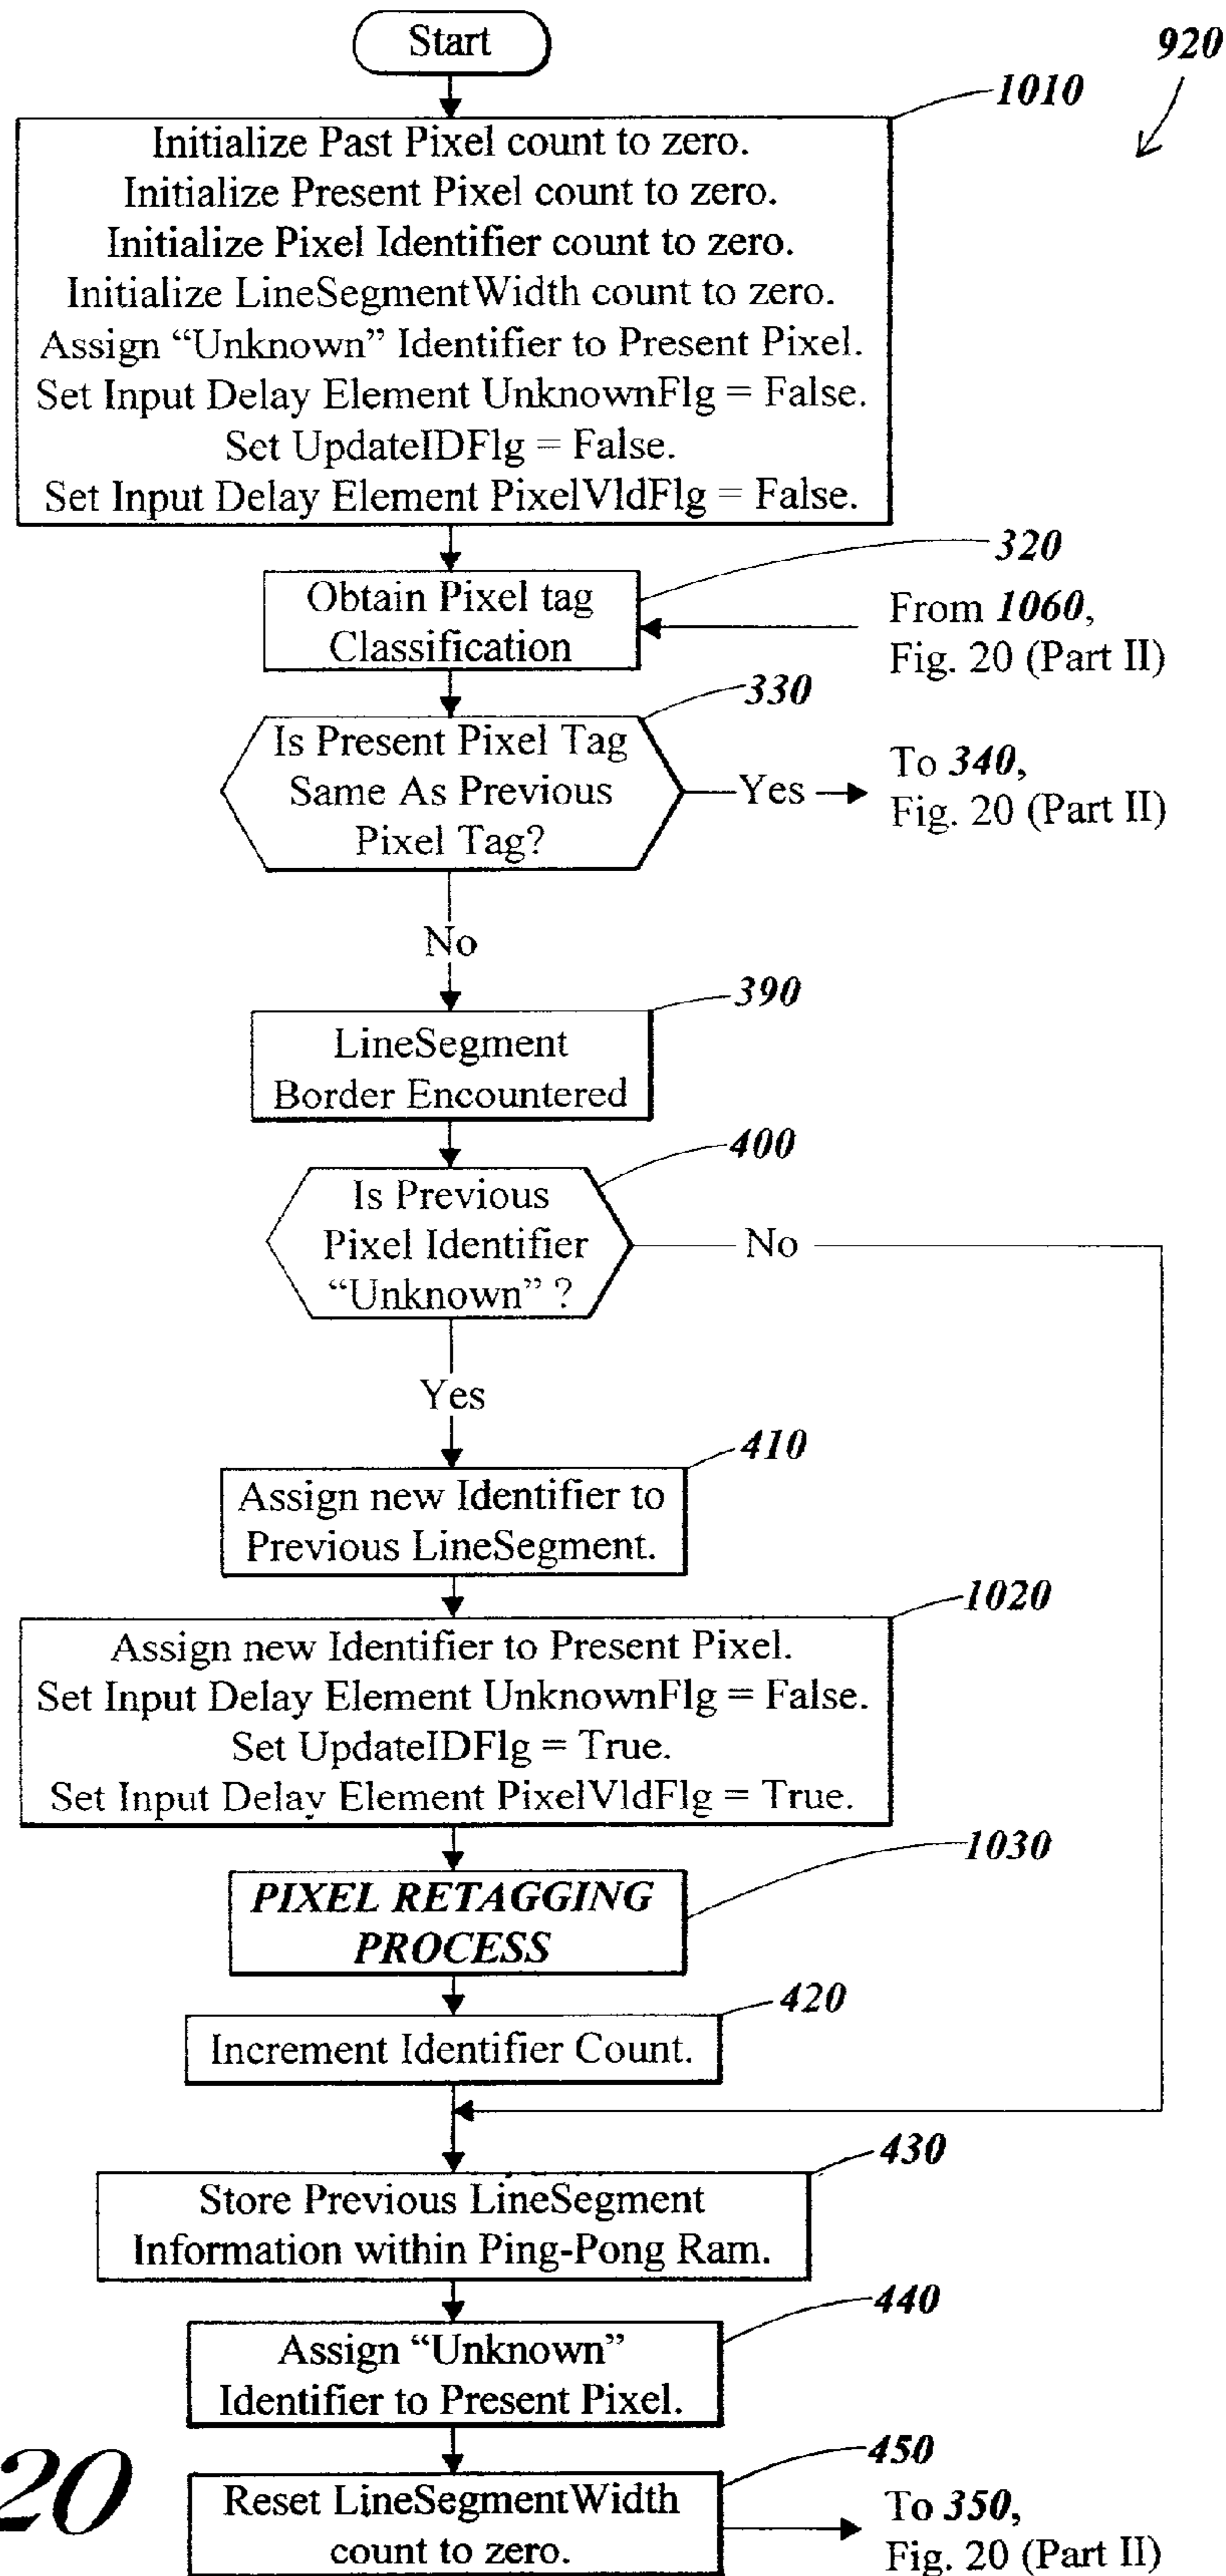 Start
920
1010
Initialize Past Pixel count to zero.
Initialize Present Pixel count to zero.
Initialize Pixel Identifier count to zero.
Initialize LineSegmentWidth count to zero.
Assign “Unknown” Identifier to Present Pixel.
Set Input Delay Element UnknownFlg = False.
Set UpdateIDFlg = False.
Set Input Delay Element PixelVldFlg = False.
320
Obtain Pixel tag
Classification
From 1060,
Fig. 20 (Part II)
330
Is Present Pixel Tag
Same As Previous
Pixel Tag?
Yes
To 340,
Fig. 20 (Part II)
No
390
LineSegment
Border Encountered
400
Is Previous
Pixel Identifier
“Unknown” ?
No
Yes
410
Assign new Identifier to
Previous LineSegment.
1020
Assign new Identifier to Present Pixel.
Set Input Delay Element UnknownFlg = False.
Set UpdateIDFlg = True.
Set Input Delay Element PixelVldFlg = True.
1030
PIXEL RETAGGING
PROCESS
420
Increment Identifier Count.
430
Store Previous LineSegment
Information within Ping-Pong Ram.
440
Assign “Unknown”
Identifier to Present Pixel.
450
Reset LineSegmentWidth
count to zero.
To 350,
Fig. 20 (Part II)
20